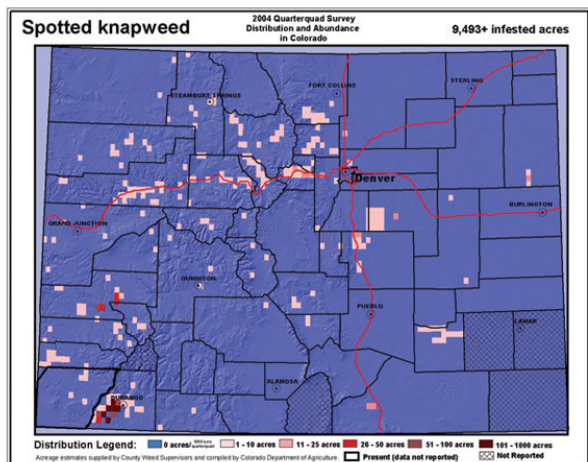 Spotted knapweed
2004 Quarterquad Survey
Distribution and Abundance
in Colorado
9,493+ infested acres
STEAMBOAT SPRINGS
FORT COLLINS
STERLING
Denver
GRAND JUNCTION
BURLINGTON
GUNNISON
PUEBLO
LAMAR
ALAMOSA
DURANGO
Distribution Legend:
0 acres/
1 - 10 acres
11 - 25 acres
26 - 50 acres
51 - 100 acres
101 - 1000 acres
Acreage estimates supplied by County Weed Supervisors and compiled by Colorado Department of Agriculture.
Present (data not reported)
Not Reported